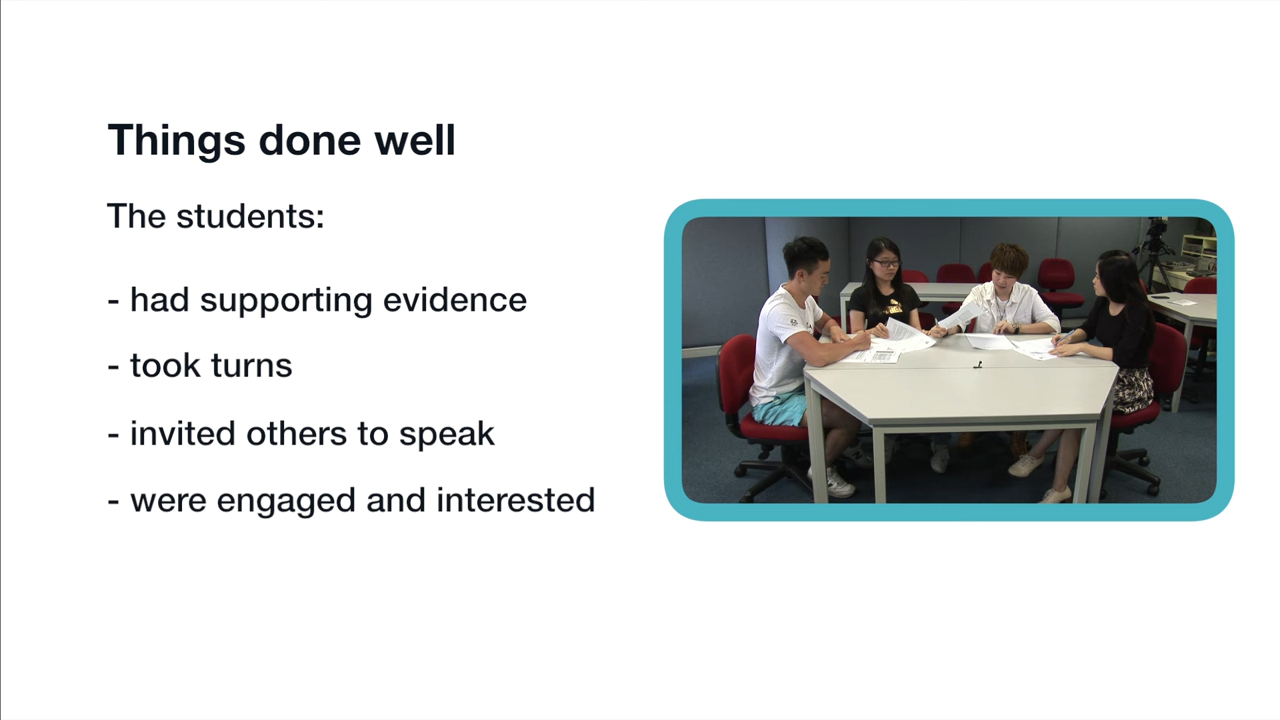 Things done well
The students:
- had supporting evidence
- took turns
- invited others to speak
- were engaged and interested